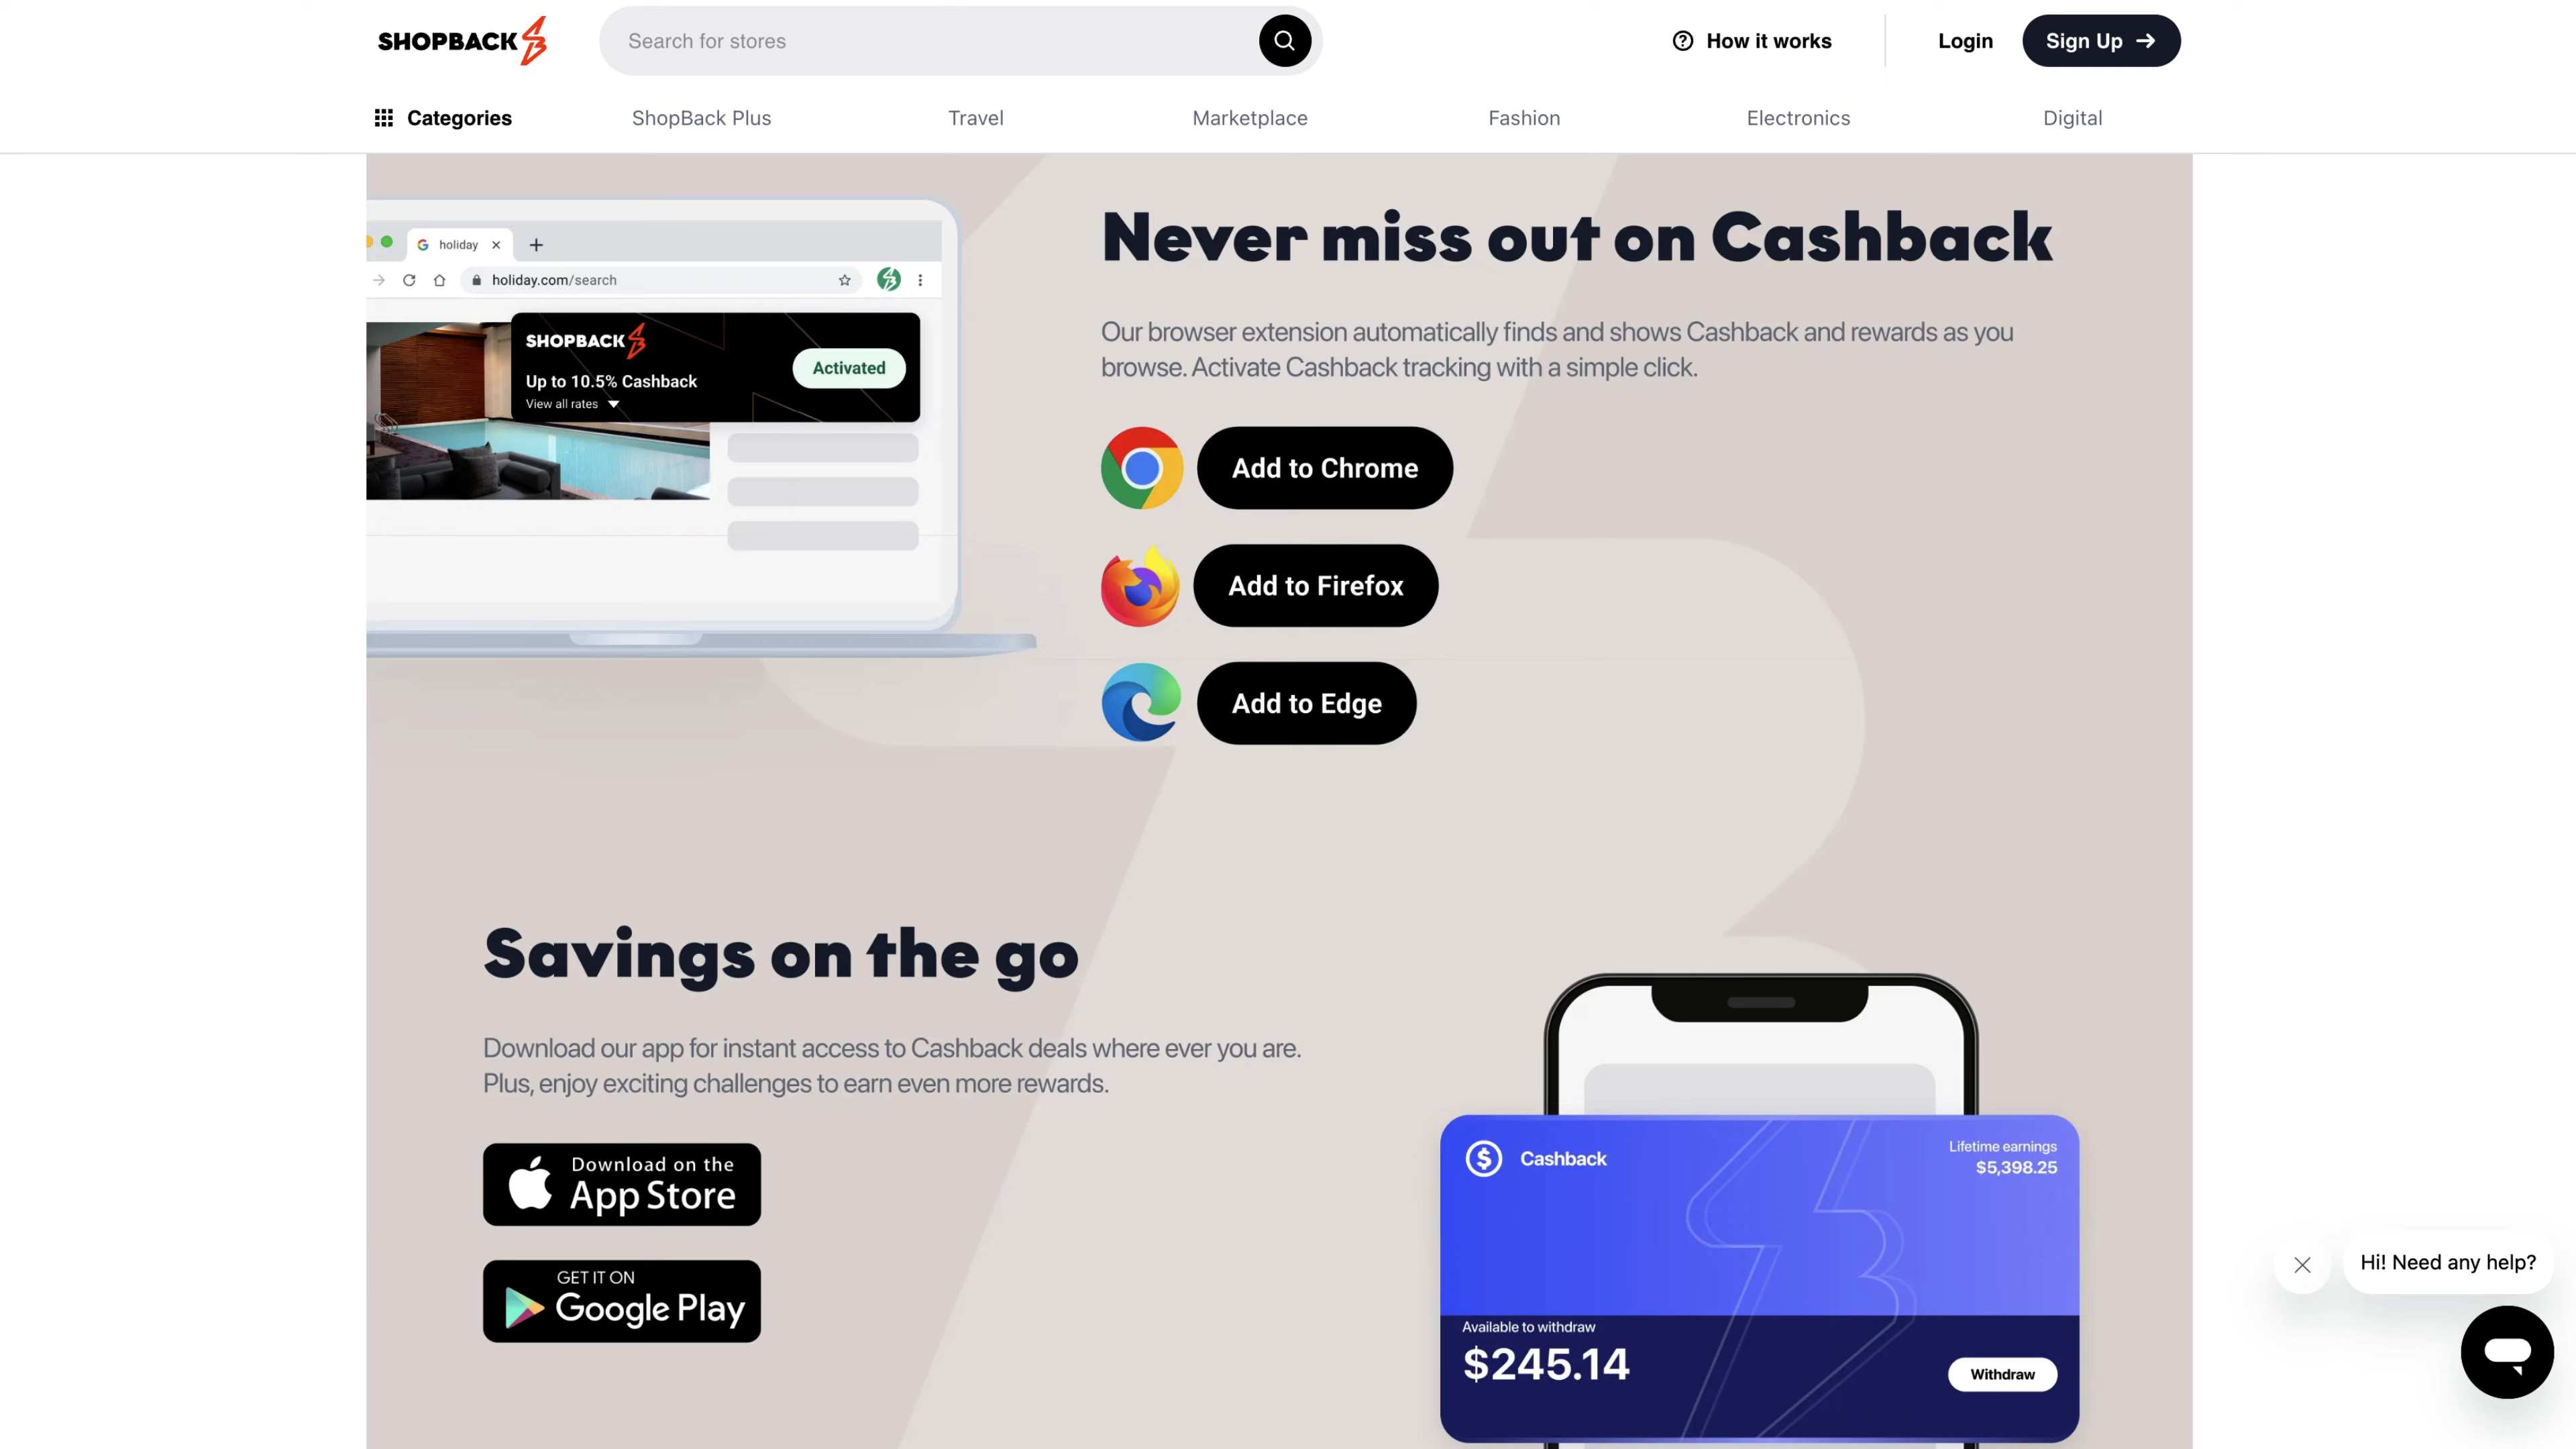 SHOPBACK
Search for stores
How it works
Login
Sign Up
Categories
ShopBack Plus
Travel
Marketplace
Fashion
Electronics
Digital
holiday
holiday.com/search
SHOPBACK
Up to 10.5% Cashback
View all rates
Activated
Never miss out on Cashback
Our browser extension automatically finds and shows Cashback and rewards as you
browse. Activate Cashback tracking with a simple click.
Add to Chrome
Add to Firefox
Add to Edge
Savings on the go
Download our app for instant access to Cashback deals where ever you are.
Plus, enjoy exciting challenges to earn even more rewards.
Download on the
App Store
GET IT ON
Google Play
Cashback
Lifetime earnings
$5,398.25
Available to withdraw
$245.14
Withdraw
Hi! Need any help?